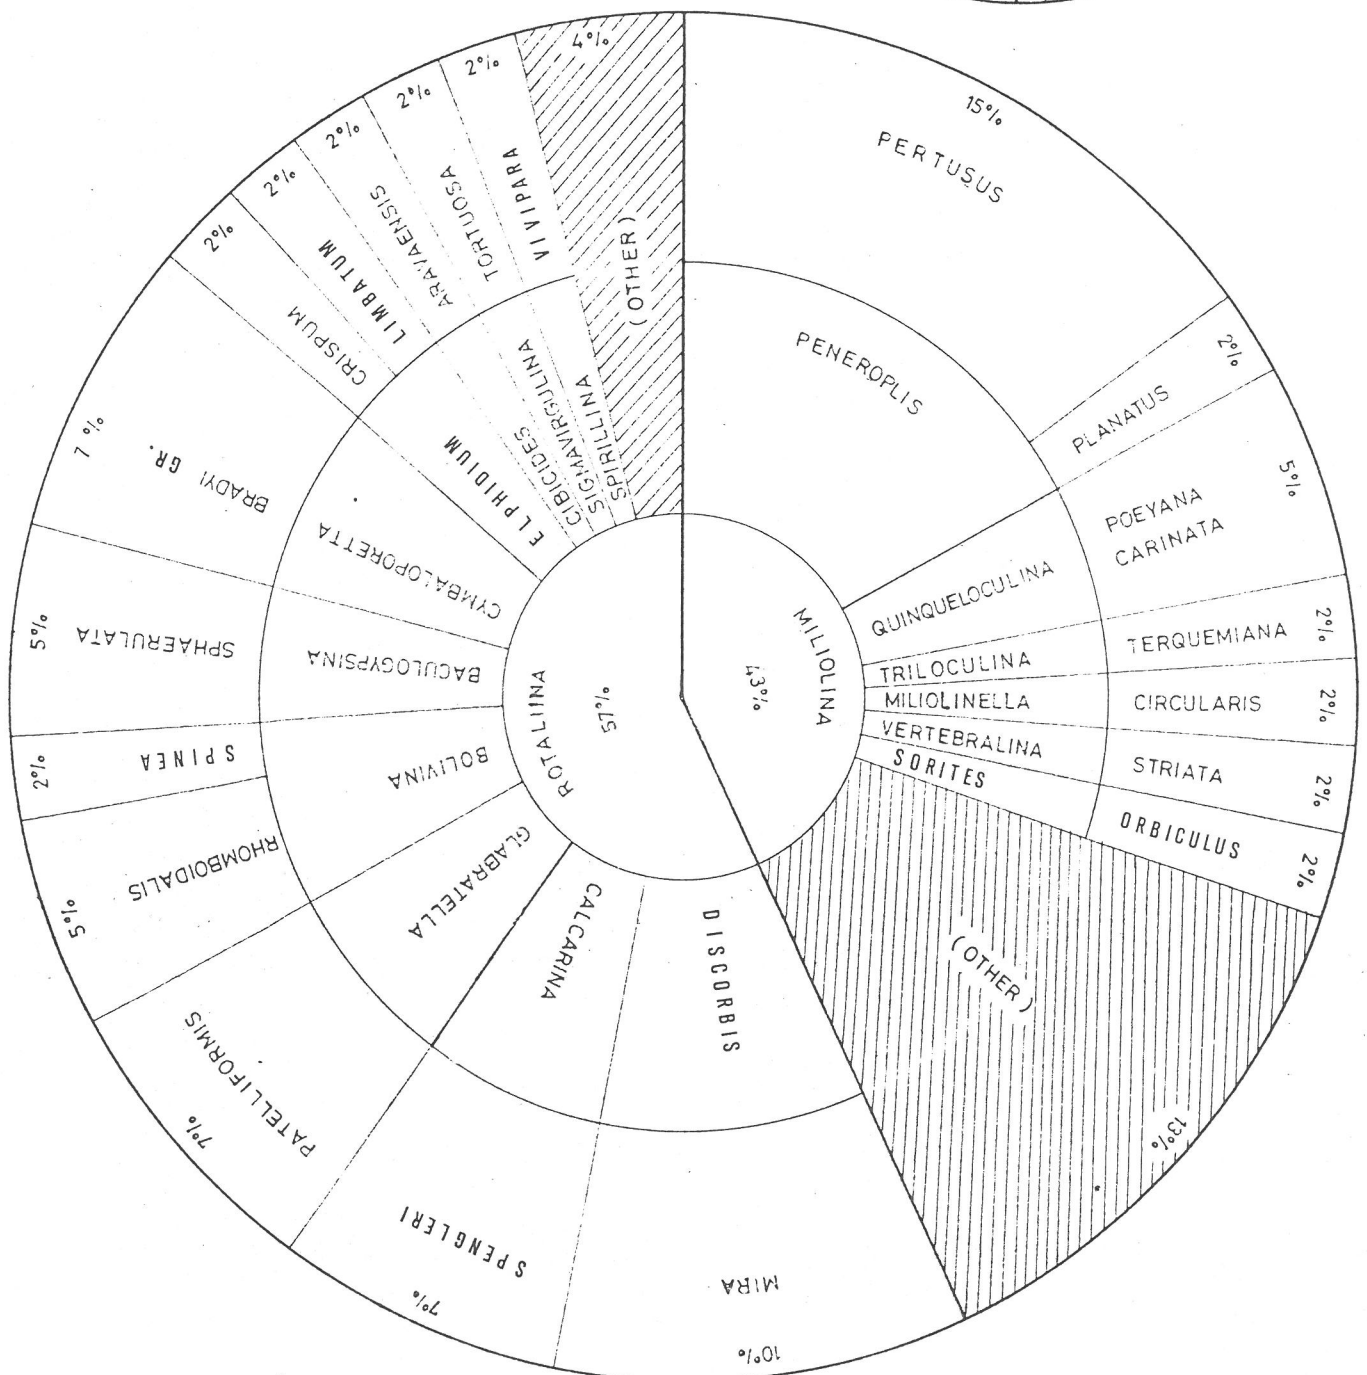 MILIOLINA
43%
PENEROPLIS
PERTUSUS
15%
PLANATUS
2%
QUINQUELOCULINA
POEYANA
CARINATA
5%
TRILOCULINA
TERQUEMIANA
2%
MILIOLINELLA
CIRCULARIS
2%
VERTEBRALINA
STRIATA
2%
SORITES
ORBICULUS
2%
(OTHER)
13%
ROTALIINA
57%
DISCORBIS
MIRA
10%
CALCARINA
SPENGLERI
7%
GLABRATELLA
PATELLIFORMIS
7%
BOLIVINA
RHOMBOIDALIS
5%
SPINEA
2%
BACULOGYPSINA
SPHAERULATA
5%
CYMBALOPORETTA
BRADYI GR.
7%
ELPHIDIUM
CRISPUM
2%
LIMBATUM
2%
CIBICIDES
ARAVAENSIS
2%
SIGMAVIRGULINA
TORTUOSA
2%
SPIRILLINA
VIVIPARA
2%
(OTHER)
4%